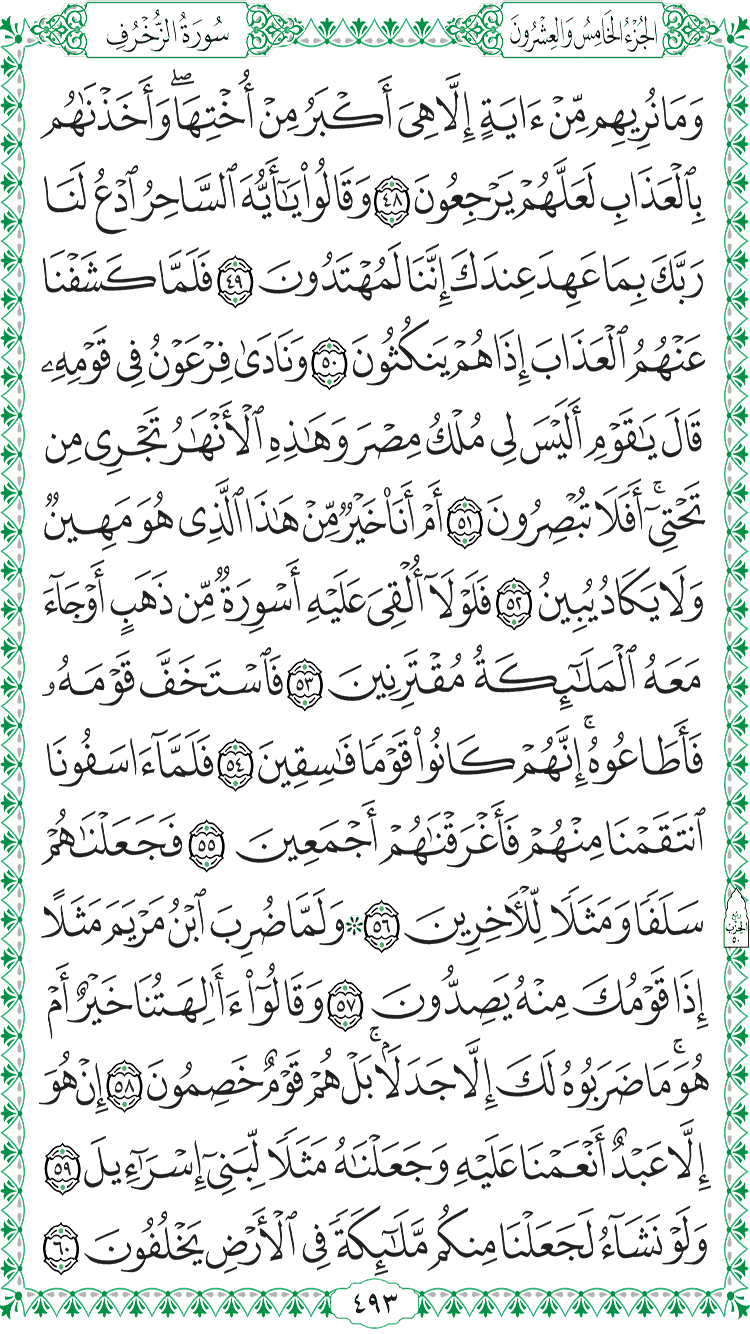 الجُزْءُ الخَامِسُ وَالعِشْرُونَ
سُورَةُ الزُّخْرُفِ
وَمَا نُرِيهِم مِّنْ ءَايَةٍ إِلَّا هِىَ أَكْبَرُ مِنْ أُخْتِهَاۖ وَأَخَذْنَٰهُم
بِٱلْعَذَابِ لَعَلَّهُمْ يَرْجِعُونَ ٤٨ وَقَالُوا۟ يَٰٓأَيُّهَ ٱلسَّاحِرُ ٱدْعُ لَنَا
رَبَّكَ بِمَا عَهِدَ عِندَكَ إِنَّنَا لَمُهْتَدُونَ ٤٩ فَلَمَّا كَشَفْنَا
عَنْهُمُ ٱلْعَذَابَ إِذَا هُمْ يَنكُثُونَ ٥٠ وَنَادَىٰ فِرْعَوْنُ فِى قَوْمِهِۦ
قَالَ يَٰقَوْمِ أَلَيْسَ لِى مُلْكُ مِصْرَ وَهَٰذِهِ ٱلْأَنْهَٰرُ تَجْرِى مِن
تَحْتِىٓۚ أَفَلَا تُبْصِرُونَ ٥١ أَمْ أَنَا۠ خَيْرٌ مِّنْ هَٰذَا ٱلَّذِى هُوَ مَهِينٌ
وَلَا يَكَادُ يُبِينُ ٥٢ فَلَوْلَآ أُلْقِىَ عَلَيْهِ أَسْوِرَةٌ مِّن ذَهَبٍ أَوْ جَآءَ
مَعَهُ ٱلْمَلَٰٓئِكَةُ مُقْتَرِنِينَ ٥٣ فَٱسْتَخَفَّ قَوْمَهُۥ
فَأَطَاعُوهُۚ إِنَّهُمْ كَانُوا۟ قَوْمًا فَٰسِقِينَ ٥٤ فَلَمَّآ ءَاسَفُونَا
ٱنتَقَمْنَا مِنْهُمْ فَأَغْرَقْنَٰهُمْ أَجْمَعِينَ ٥٥ فَجَعَلْنَٰهُمْ
سَلَفًا وَمَثَلًا لِّلْءَاخِرِينَ ٥٦ ۞ وَلَمَّا ضُرِبَ ٱبْنُ مَرْيَمَ مَثَلًا
إِذَا قَوْمُكَ مِنْهُ يَصِدُّونَ ٥٧ وَقَالُوٓا۟ ءَأَٰلِهَتُنَا خَيْرٌ أَمْ
هُوَۚ مَا ضَرَبُوهُ لَكَ إِلَّا جَدَلًۢاۚ بَلْ هُمْ قَوْمٌ خَصِمُونَ ٥٨ إِنْ هُوَ
إِلَّا عَبْدٌ أَنْعَمْنَا عَلَيْهِ وَجَعَلْنَٰهُ مَثَلًا لِّبَنِىٓ إِسْرَٰٓءِيلَ ٥٩
وَلَوْ نَشَآءُ لَجَعَلْنَا مِنكُم مَّلَٰٓئِكَةً فِى ٱلْأَرْضِ يَخْلُفُونَ ٦٠
ربع
الحزب
٥٠
٤٩٣